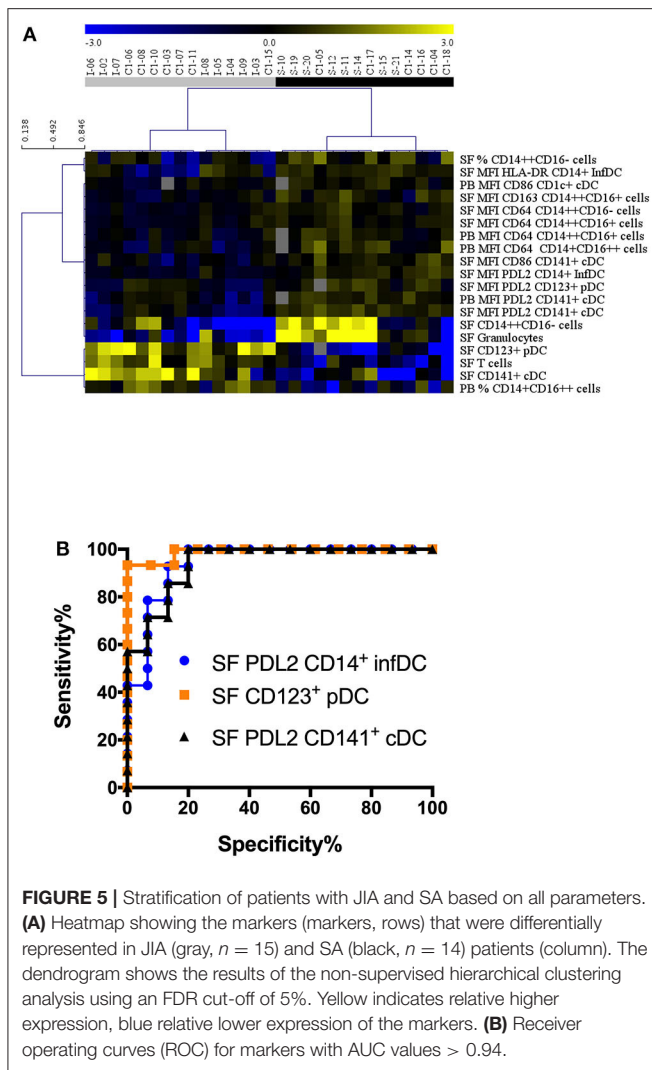 A
-3.0 0.0 3.0
I-06 I-02 I-07 C1-06 C1-08 C1-10 C1-03 C1-07 C1-11 I-08 I-05 I-04 I-09 I-03 C1-15 S-10 S-19 S-20 C1-05 S-12 S-11 S-14 C1-17 S-15 S-21 C1-14 C1-16 C1-04 C1-18
0.138 0.492 0.846
SF % CD14++CD16- cells
SF MFI HLA-DR CD14+ InfDC
PB MFI CD86 CD1c+ cDC
SF MFI CD163 CD14++CD16+ cells
SF MFI CD64 CD14++CD16- cells
SF MFI CD64 CD14++CD16+ cells
PB MFI CD64 CD14++CD16+ cells
PB MFI CD64 CD14+CD16++ cells
SF MFI CD86 CD141+ cDC
SF MFI PDL2 CD14+ InfDC
SF MFI PDL2 CD123+ pDC
PB MFI PDL2 CD141+ cDC
SF MFI PDL2 CD141+ cDC
SF CD14++CD16- cells
SF Granulocytes
SF CD123+ pDC
SF T cells
SF CD141+ cDC
PB % CD14+CD16++ cells
B
100
80
60
40
20
0
Sensitivity%
SF PDL2 CD14+ infDC
SF CD123+ pDC
SF PDL2 CD141+ cDC
0 20 40 60 80 100
Specificity%
FIGURE 5 | Stratification of patients with JIA and SA based on all parameters.
(A) Heatmap showing the markers (markers, rows) that were differentially
represented in JIA (gray, n = 15) and SA (black, n = 14) patients (column). The
dendrogram shows the results of the non-supervised hierarchical clustering
analysis using an FDR cut-off of 5%. Yellow indicates relative higher
expression, blue relative lower expression of the markers. (B) Receiver
operating curves (ROC) for markers with AUC values > 0.94.